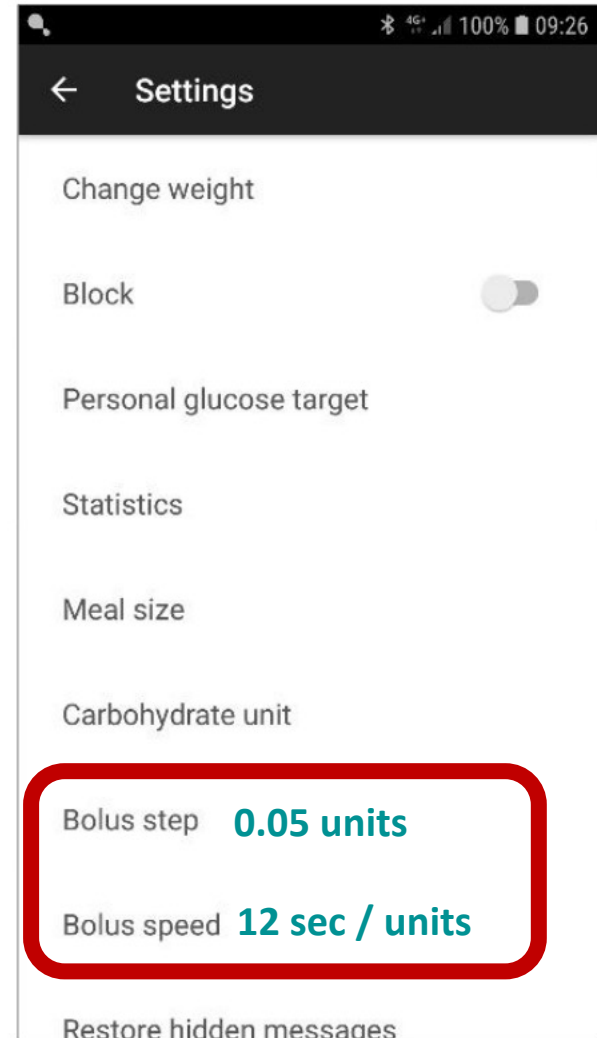 4G+ 100% 09:26
Settings
Change weight
Block
Personal glucose target
Statistics
Meal size
Carbohydrate unit
Bolus step 0.05 units
Bolus speed 12 sec / units
Restore hidden messages